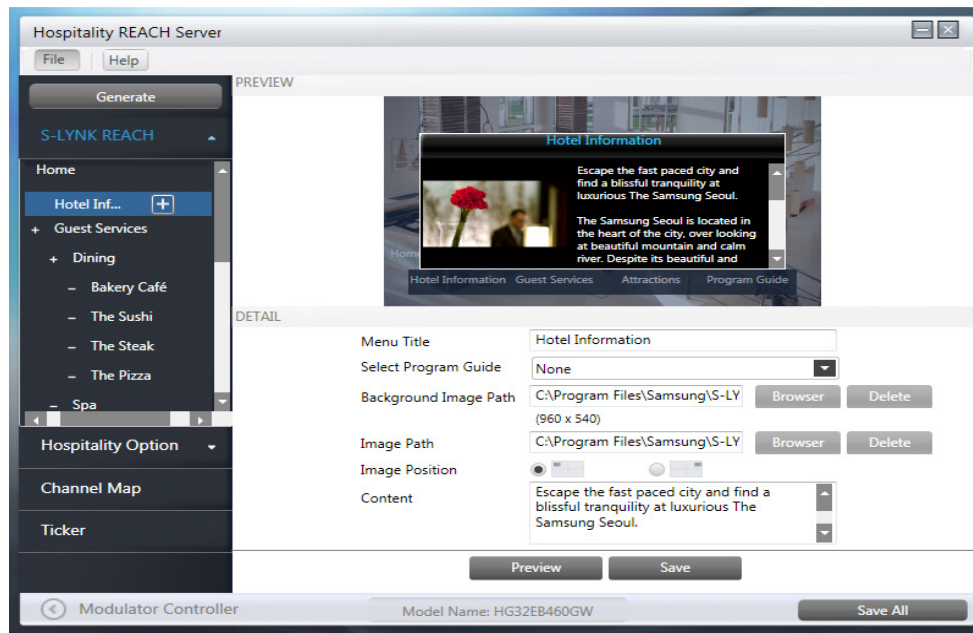 Hospitality REACH Server
File
Help
Generate
S-LYNK REACH
Home
Hotel Inf...
+ Guest Services
+ Dining
– Bakery Café
– The Sushi
– The Steak
– The Pizza
– Spa
Hospitality Option
Channel Map
Ticker
PREVIEW
Hotel Information
Escape the fast paced city and
find a blissful tranquility at
luxurious The Samsung Seoul.
The Samsung Seoul is located in
the heart of the city, over looking
at beautiful mountain and calm
river. Despite its beautiful and
Home
Hotel Information Guest Services Attractions Program Guide
DETAIL
Menu Title
Hotel Information
Select Program Guide
None
Background Image Path
C:\Program Files\Samsung\S-LY
Browser
Delete
(960 x 540)
Image Path
C:\Program Files\Samsung\S-LY
Browser
Delete
Image Position
Content
Escape the fast paced city and find a
blissful tranquility at luxurious The
Samsung Seoul.
Preview
Save
Modulator Controller
Model Name: HG32EB460GW
Save All